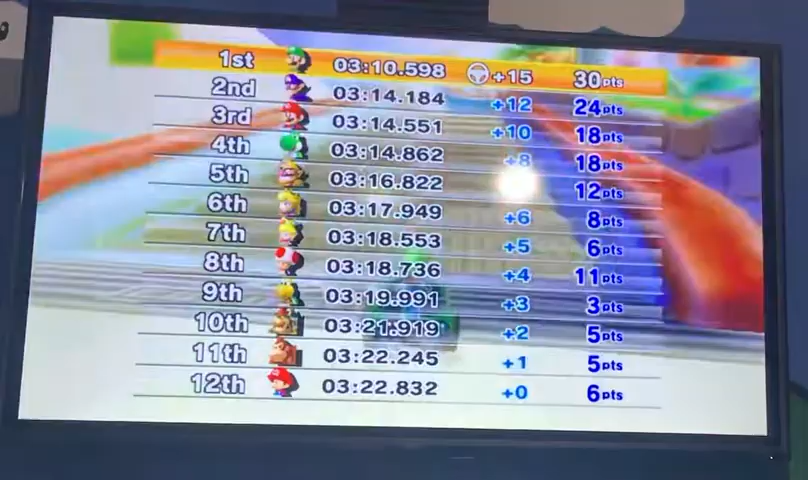 1st 03:10.598 +15 30pts
2nd 03:14.184 +12 24pts
3rd 03:14.551 +10 18pts
4th 03:14.862 +8 18pts
5th 03:16.822 12pts
6th 03:17.949 +6 8pts
7th 03:18.553 +5 6pts
8th 03:18.736 +4 11pts
9th 03:19.991 +3 3pts
10th 03:21.919 +2 5pts
11th 03:22.245 +1 5pts
12th 03:22.832 +0 6pts